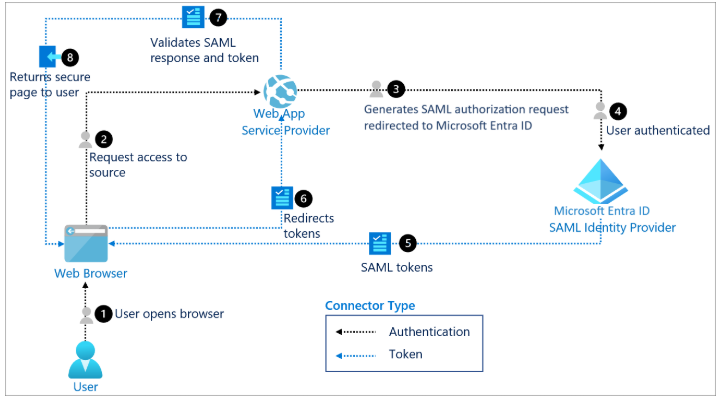 7
Validates SAML
response and token
8
Returns secure
page to user
3
Generates SAML authorization request
redirected to Microsoft Entra ID
Web App
Service Provider
4
User authenticated
2
Request access to
source
6
Redirects
tokens
Microsoft Entra ID
SAML Identity Provider
5
SAML tokens
Web Browser
1
User opens browser
User
Connector Type
Authentication
Token